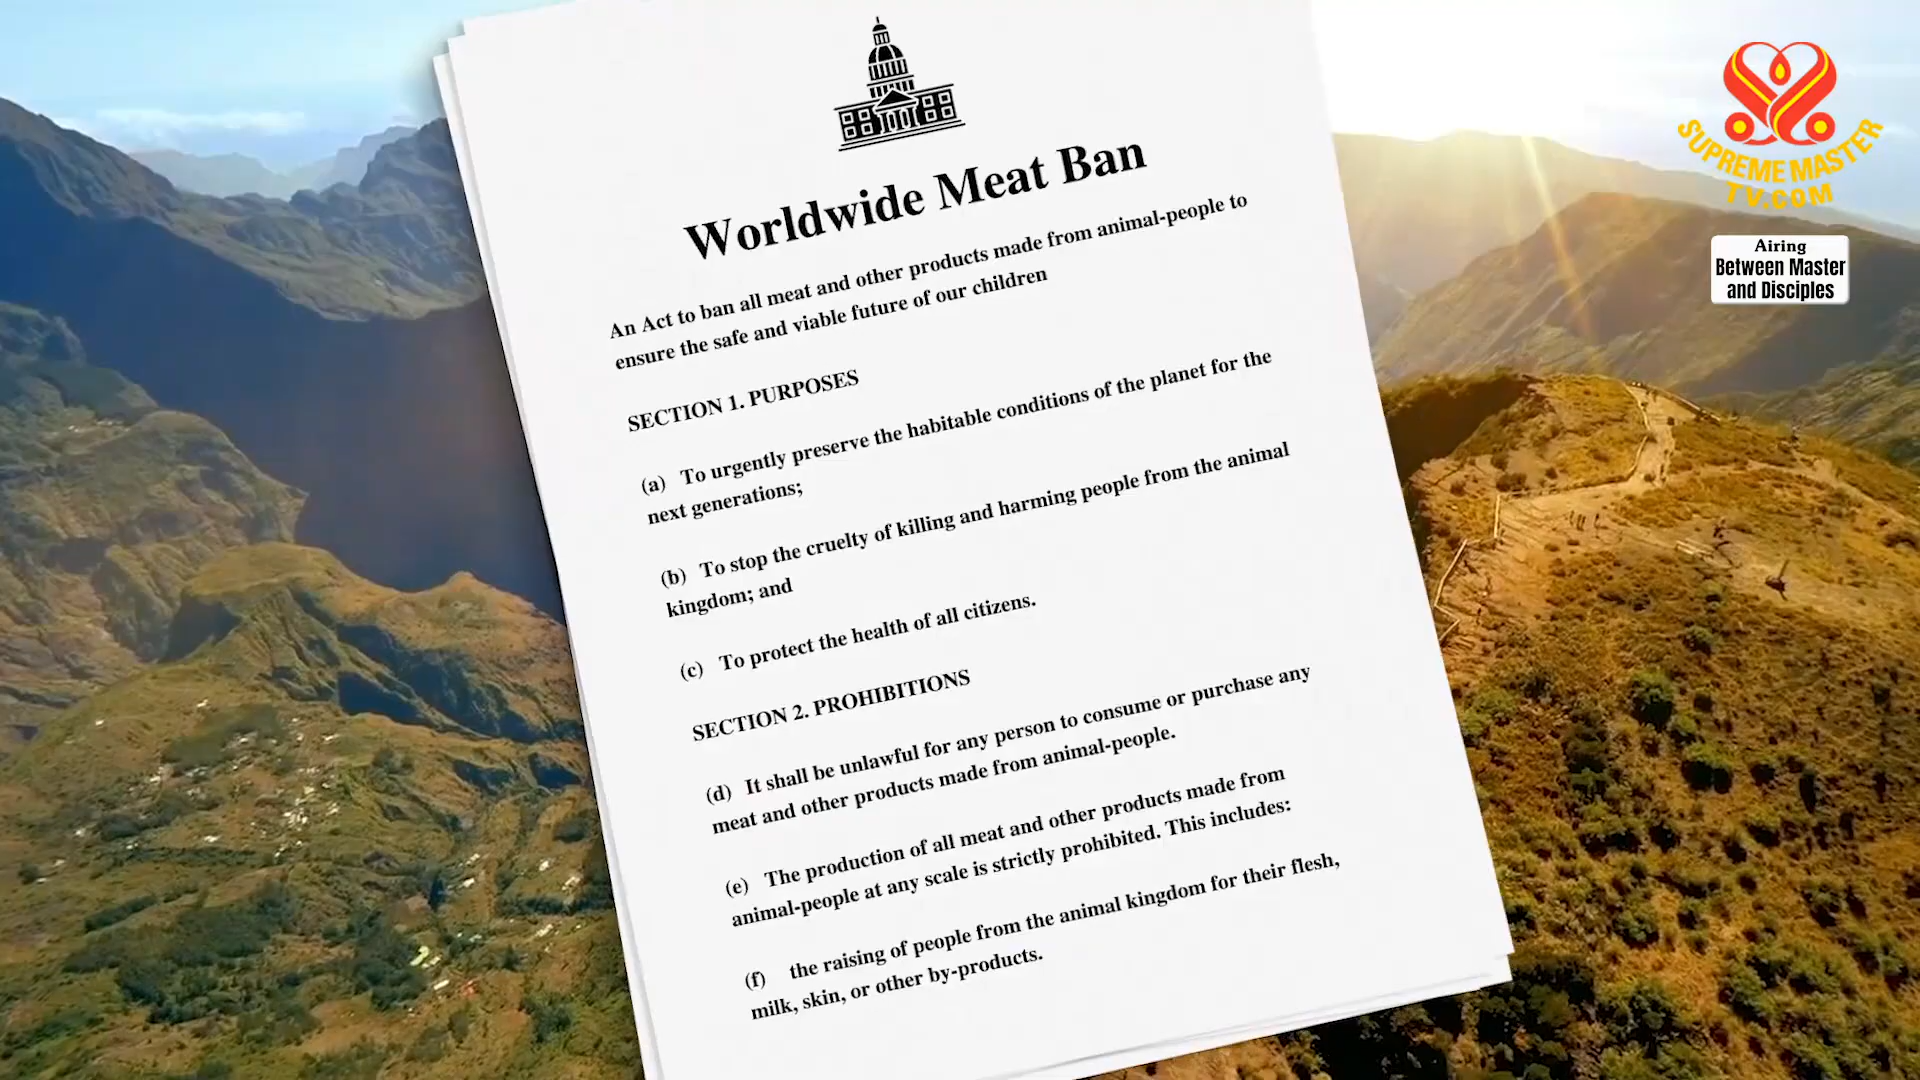 Worldwide Meat Ban
An Act to ban all meat and other products made from animal-people to
ensure the safe and viable future of our children
SECTION 1. PURPOSES
(a) To urgently preserve the habitable conditions of the planet for the
next generations;
(b) To stop the cruelty of killing and harming people from the animal
kingdom; and
(c) To protect the health of all citizens.
SECTION 2. PROHIBITIONS
(d) It shall be unlawful for any person to consume or purchase any
meat and other products made from animal-people.
(e) The production of all meat and other products made from
animal-people at any scale is strictly prohibited. This includes:
(f) the raising of people from the animal kingdom for their flesh,
milk, skin, or other by-products.
SUPREME MASTER
TV.COM
Airing
Between Master
and Disciples